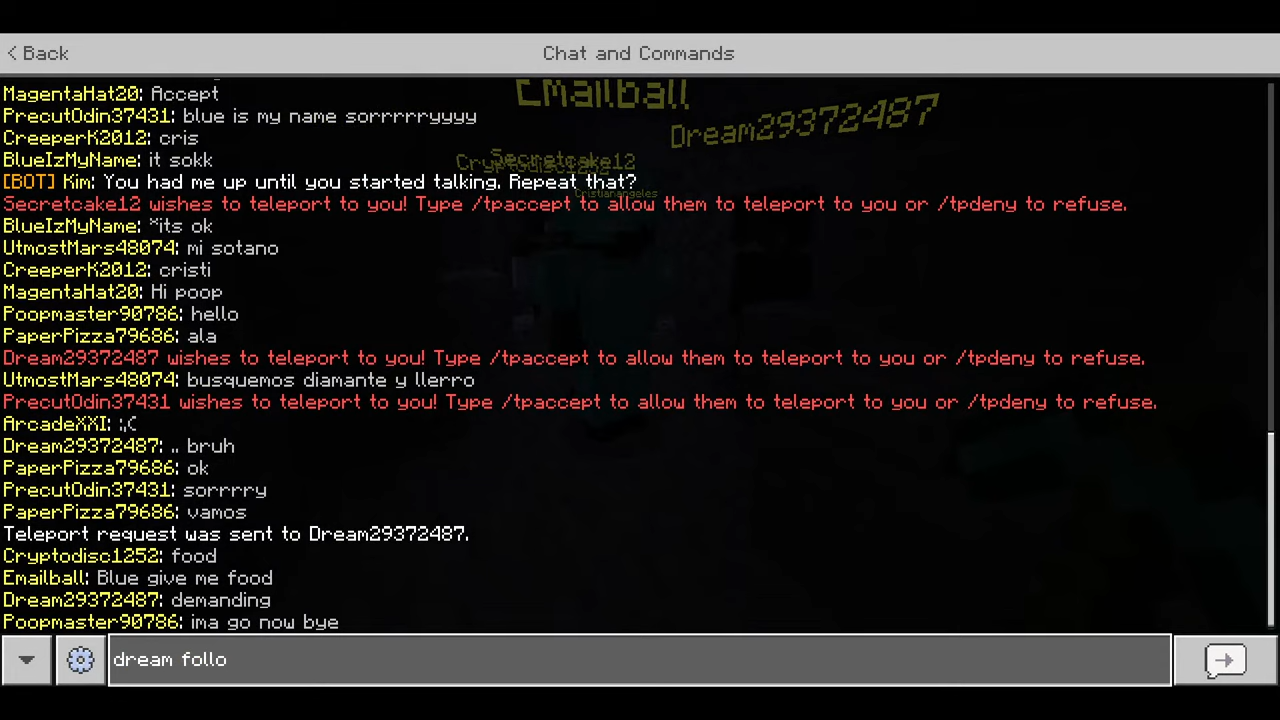 < Back
Chat and Commands
Emailball
Dream29372487
Secretcake12
Cristianangeles
MagentaHat20: Accept
PrecutOdin37431: blue is my name sorrrrryyyy
CreeperK2012: cris
BlueIzMyName: it sokk
[BOT] Kim: You had me up until you started talking. Repeat that?
Secretcake12 wishes to teleport to you! Type /tpaccept to allow them to teleport to you or /tpdeny to refuse.
BlueIzMyName: *its ok
UtmostMars48074: mi sotano
CreeperK2012: cristi
MagentaHat20: Hi poop
Poopmaster90786: hello
PaperPizza79686: ala
Dream29372487 wishes to teleport to you! Type /tpaccept to allow them to teleport to you or /tpdeny to refuse.
UtmostMars48074: busquemos diamante y llerro
PrecutOdin37431 wishes to teleport to you! Type /tpaccept to allow them to teleport to you or /tpdeny to refuse.
ArcadeXXI: :,(
Dream29372487: .. bruh
PaperPizza79686: ok
PrecutOdin37431: sorrrry
PaperPizza79686: vamos
Teleport request was sent to Dream29372487.
Cryptodisc1252: food
Emailball: Blue give me food
Dream29372487: demanding
Poopmaster90786: ima go now bye
dream follo